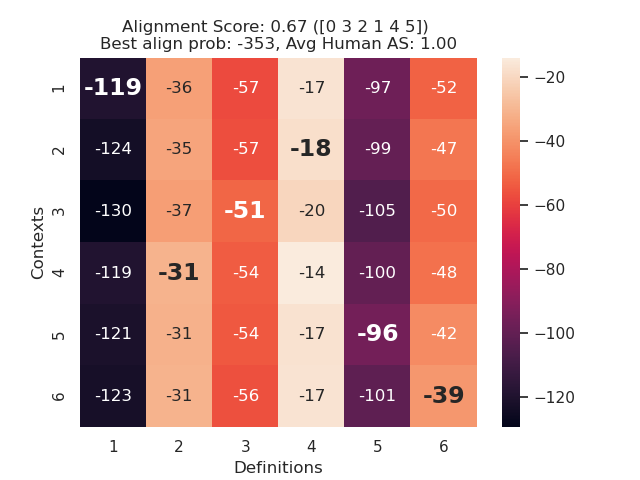 Alignment Score: 0.67 ([0 3 2 1 4 5])
Best align prob: -353, Avg Human AS: 1.00
Contexts
1 -119 -36 -57 -17 -97 -52
2 -124 -35 -57 -18 -99 -47
3 -130 -37 -51 -20 -105 -50
4 -119 -31 -54 -14 -100 -48
5 -121 -31 -54 -17 -96 -42
6 -123 -31 -56 -17 -101 -39
1 2 3 4 5 6
Definitions
−20
−40
−60
−80
−100
−120